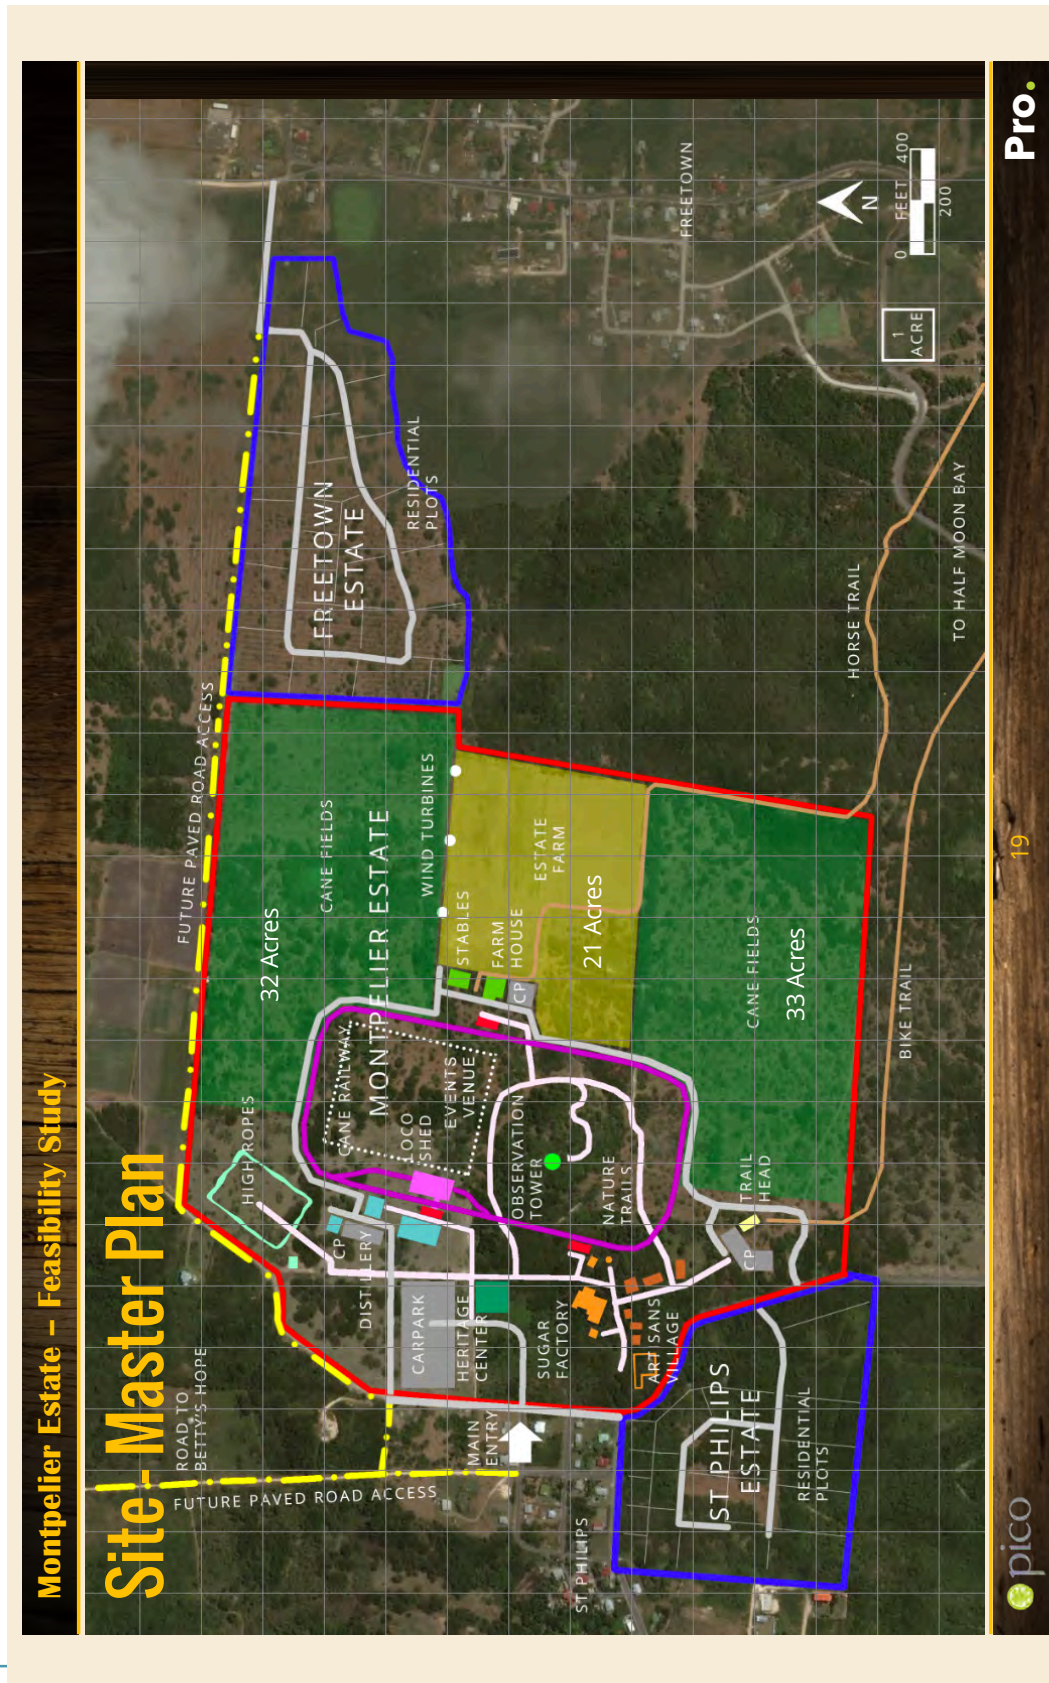 Montpelier Estate – Feasibility Study
Site- Master Plan
ROAD TO
BETTY'S HOPE
FUTURE PAVED ROAD ACCESS
FUTURE PAVED ROAD ACCESS
HIGH ROPES
32 Acres
CANE FIELDS
FREETOWN
ESTATE
RESIDENTIAL
PLOTS
CP
DISTILLERY
CANE RAILWAY
MONTPELIER ESTATE
LOCO
SHED
EVENTS
VENUE
WIND TURBINES
STABLES
FARM
HOUSE
CP
ESTATE
FARM
21 Acres
CARPARK
HERITAGE
CENTER
MAIN
ENTRY
OBSERVATION
TOWER
NATURE
TRAILS
SUGAR
FACTORY
ARTISANS
VILLAGE
ST PHILIPS
ST PHILIPS
ESTATE
RESIDENTIAL
PLOTS
CP
TRAIL
HEAD
CANE FIELDS
33 Acres
BIKE TRAIL
HORSE TRAIL
TO HALF MOON BAY
FREETOWN
N
1
ACRE
0 FEET 400
200
pico
19
Pro.